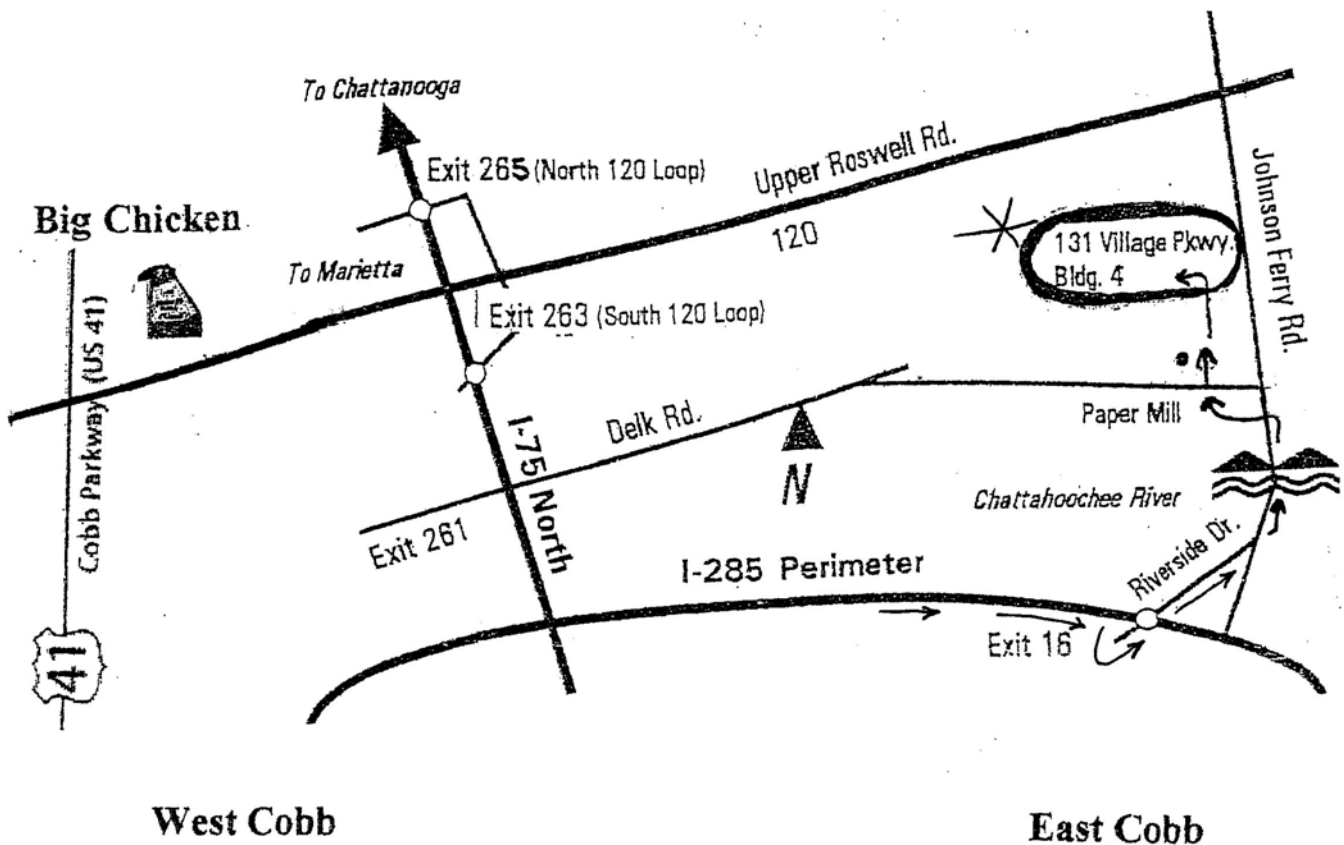 To Chattanooga
Exit 265 (North 120 Loop)
Upper Roswell Rd.
120
Johnson Ferry Rd.
Big Chicken
To Marietta
131 Village Pkwy.
Bldg. 4
Exit 263 (South 120 Loop)
Cobb Parkway (US 41)
Delk Rd.
Paper Mill
I-75 North
N
Chattahoochee River
Exit 261
Riverside Dr.
I-285 Perimeter
Exit 16
41
West Cobb
East Cobb